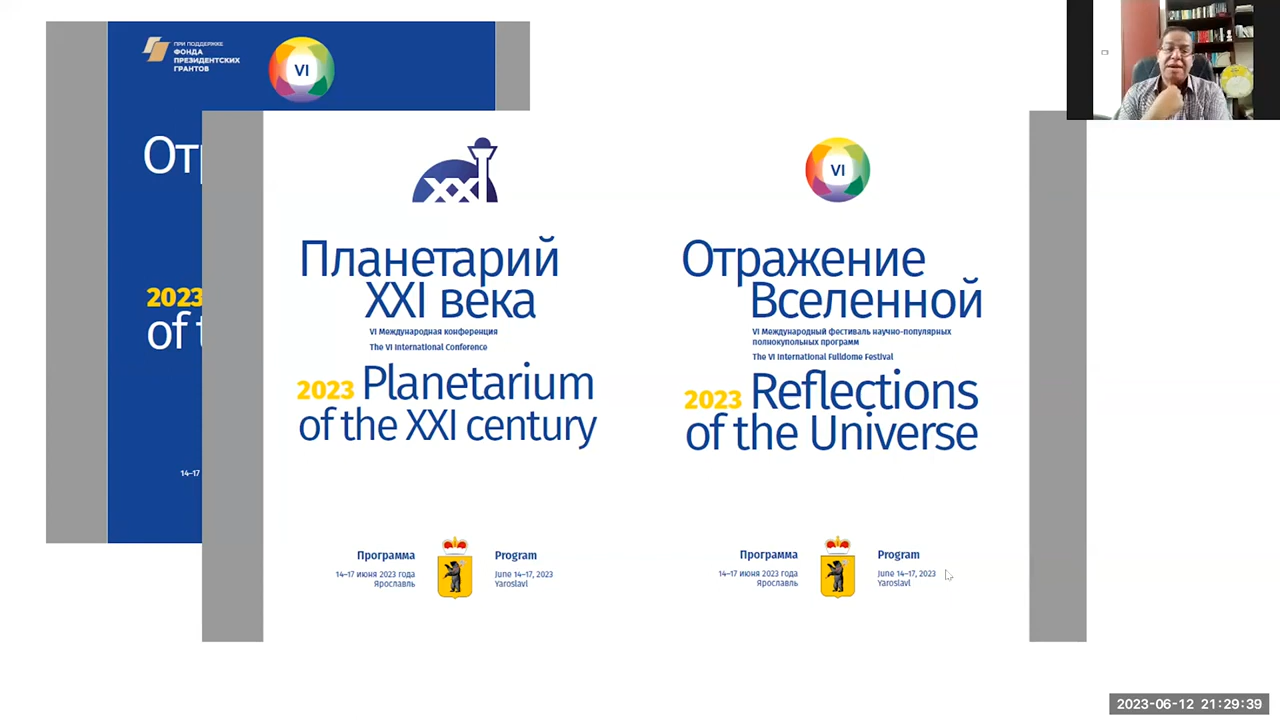 ПРИ ПОДДЕРЖКЕ
ФОНДА
ПРЕЗИДЕНТСКИХ
ГРАНТОВ
VI
2023
of
14–17
XXI
Планетарий
XXI века
VI Международная конференция
The VI International Conference
2023 Planetarium
of the XXI century
Программа
14–17 июня 2023 года
Ярославль
Program
June 14–17, 2023
Yaroslavl
VI
Отражение
Вселенной
VI Международный фестиваль научно-популярных
полнокупольных программ
The VI International Fulldome Festival
2023 Reflections
of the Universe
Программа
14–17 июня 2023 года
Ярославль
Program
June 14–17, 2023
Yaroslavl
2023-06-12 21:29:39